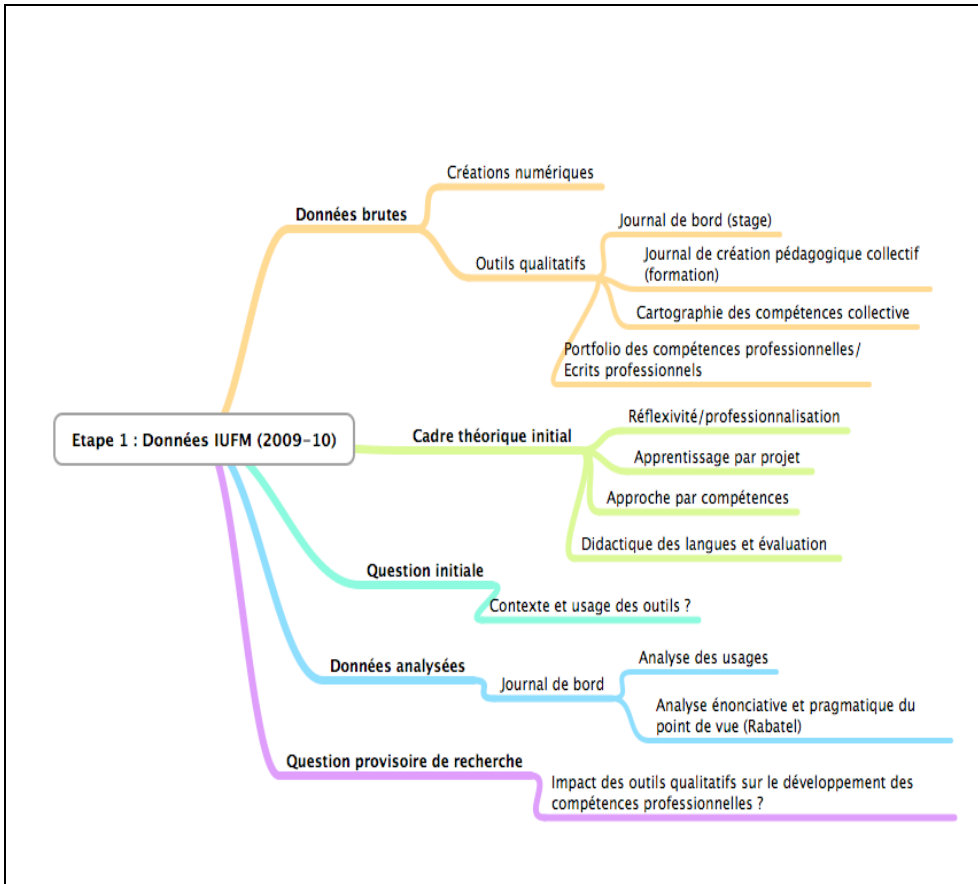 Créations numériques
Données brutes
Journal de bord (stage)
Outils qualitatifs
Journal de création pédagogique collectif
(formation)
Cartographie des compétences collective
Portfolio des compétences professionnelles/
Ecrits professionnels
Etape 1 : Données IUFM (2009-10)
Cadre théorique initial
Réflexivité/professionnalisation
Apprentissage par projet
Approche par compétences
Didactique des langues et évaluation
Question initiale
Contexte et usage des outils ?
Données analysées
Journal de bord
Analyse des usages
Analyse énonciative et pragmatique du
point de vue (Rabatel)
Question provisoire de recherche
Impact des outils qualitatifs sur le développement des
compétences professionnelles ?